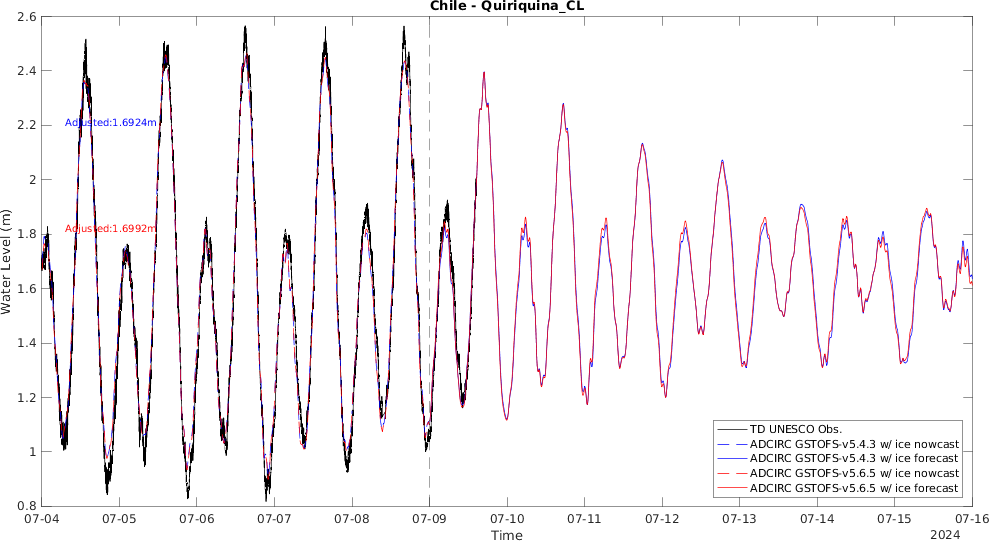 Chile - Quiriquina_CL
2.6
2.4
2.2
2
1.8
1.6
1.4
1.2
1
0.8
Water Level (m)
Adjusted:1.6924m
Adjusted:1.6992m
TD UNESCO Obs.
ADCIRC GSTOFS-v5.4.3 w/ ice nowcast
ADCIRC GSTOFS-v5.4.3 w/ ice forecast
ADCIRC GSTOFS-v5.6.5 w/ ice nowcast
ADCIRC GSTOFS-v5.6.5 w/ ice forecast
07-04 07-05 07-06 07-07 07-08 07-09 07-10 07-11 07-12 07-13 07-14 07-15 07-16
Time
2024